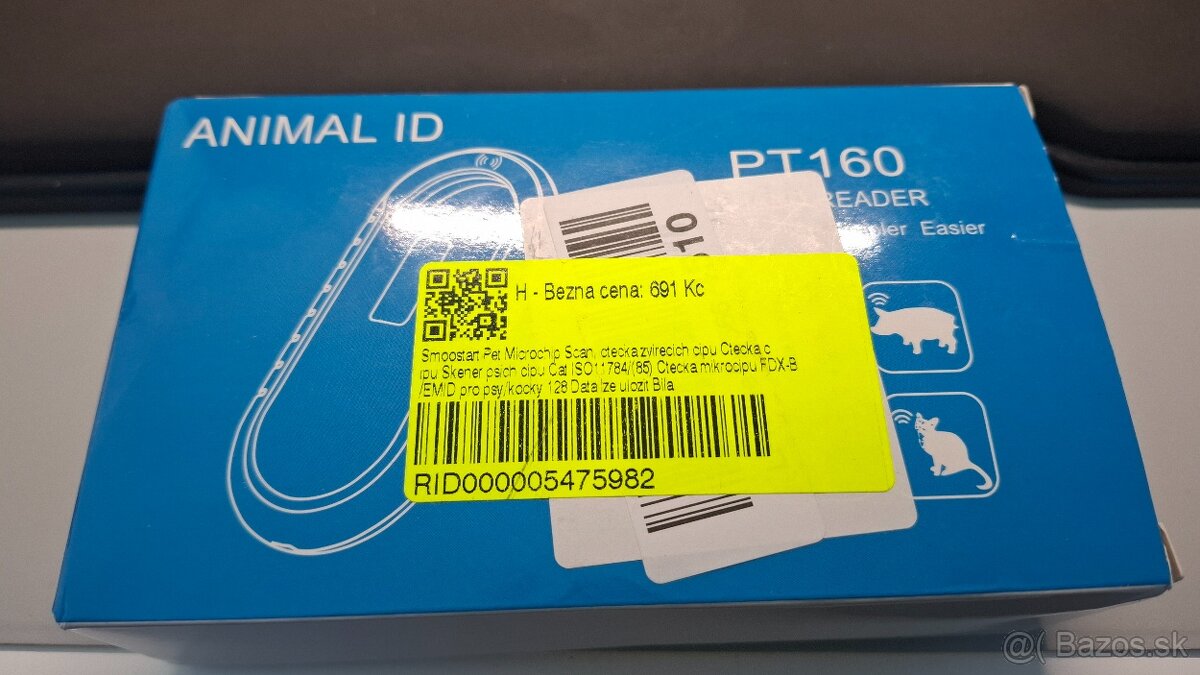 ANIMAL ID
PT160
READER
Easier
610
H - Bezna cena: 691 Kc
Smoostart Pet Microchip Scan, ctecka zvirecich cipu Ctecka c
ipu Skener psich cipu Cat ISO11784/(85) Ctecka mikrocipu FDX-B
/EMID pro psy/kocky 128 Data lze ulozit Bila
RID000005475982
@( Bazos.sk